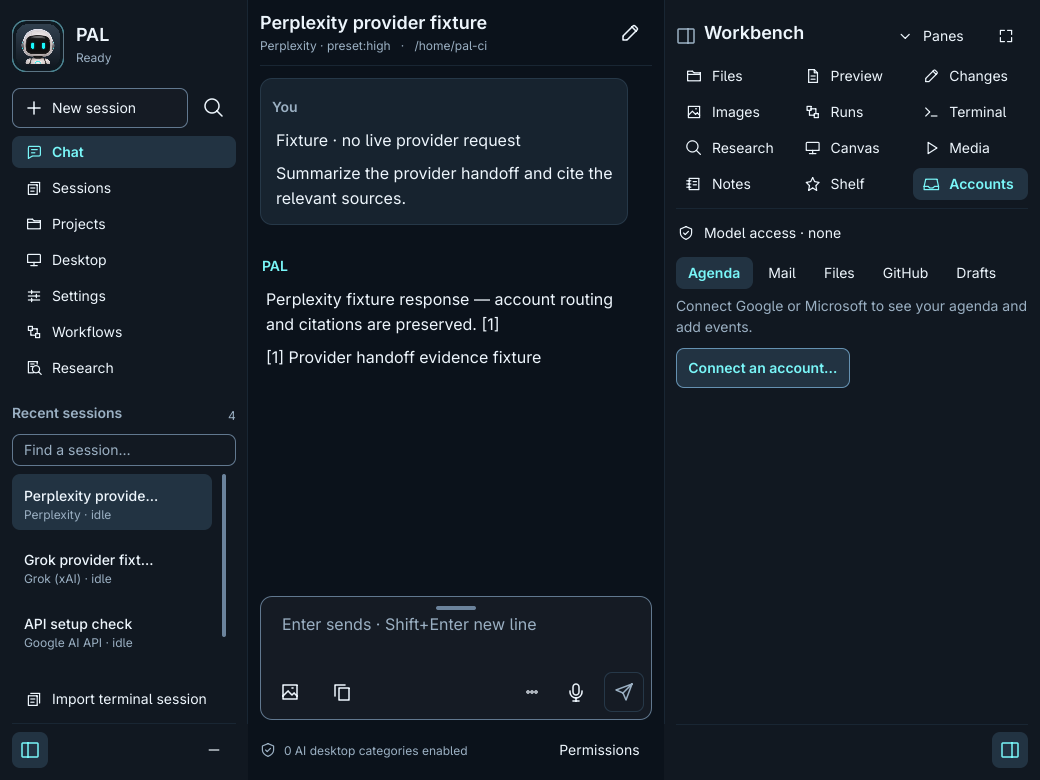 PAL
Ready
New session
Chat
Sessions
Projects
Desktop
Settings
Workflows
Research
Recent sessions 4
Find a session...
Perplexity provide...
Perplexity · idle
Grok provider fixt...
Grok (xAI) · idle
API setup check
Google AI API · idle
Import terminal session
Perplexity provider fixture
Perplexity · preset:high · /home/pal-ci
You
Fixture · no live provider request
Summarize the provider handoff and cite the
relevant sources.
PAL
Perplexity fixture response — account routing
and citations are preserved. [1]
[1] Provider handoff evidence fixture
Enter sends · Shift+Enter new line
0 AI desktop categories enabled Permissions
Workbench Panes
Files Preview Changes
Images Runs Terminal
Research Canvas Media
Notes Shelf Accounts
Model access · none
Agenda Mail Files GitHub Drafts
Connect Google or Microsoft to see your agenda and
add events.
Connect an account...